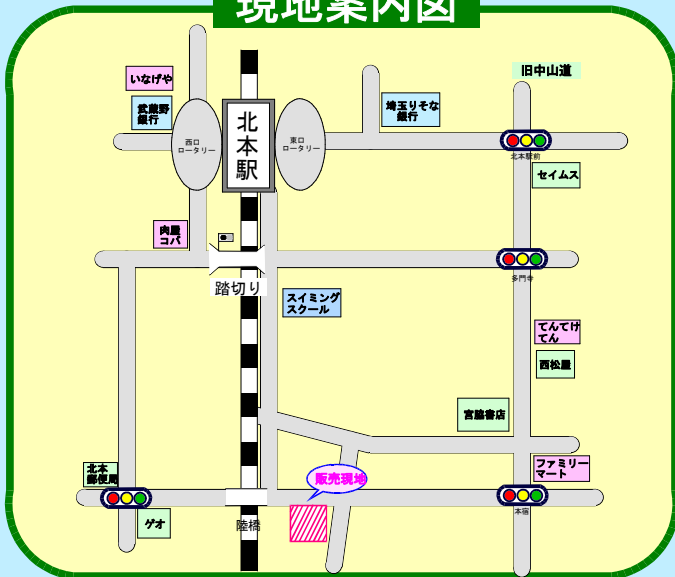 現地案内図
旧中山道
いなげや
武蔵野
銀行
埼玉りそな
銀行
北本駅
西口
ロータリー
東口
ロータリー
北本駅前
セイムス
肉屋
コバ
踏切り
多門寺
スイミング
スクール
てんてけ
てん
西松屋
宮脇書店
北本
郵便局
販売現地
ファミリー
マート
ゲオ
陸橋
本宿